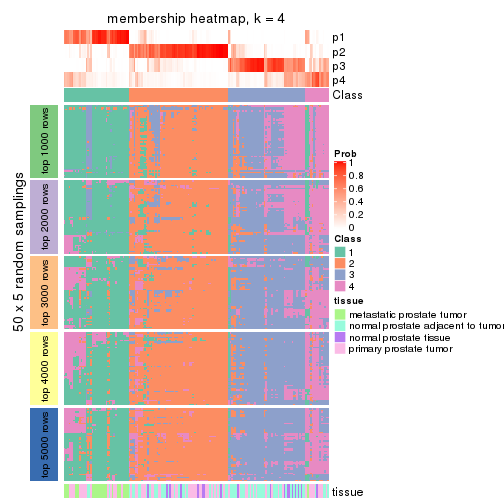 membership heatmap, k = 4
p1
p2
p3
p4
Class
50 x 5 random samplings
top 1000 rows
top 2000 rows
top 3000 rows
top 4000 rows
top 5000 rows
Prob
1
0.8
0.6
0.4
0.2
0
Class
1
2
3
4
tissue
metastatic prostate tumor
normal prostate adjacent to tumor
normal prostate tissue
primary prostate tumor
tissue